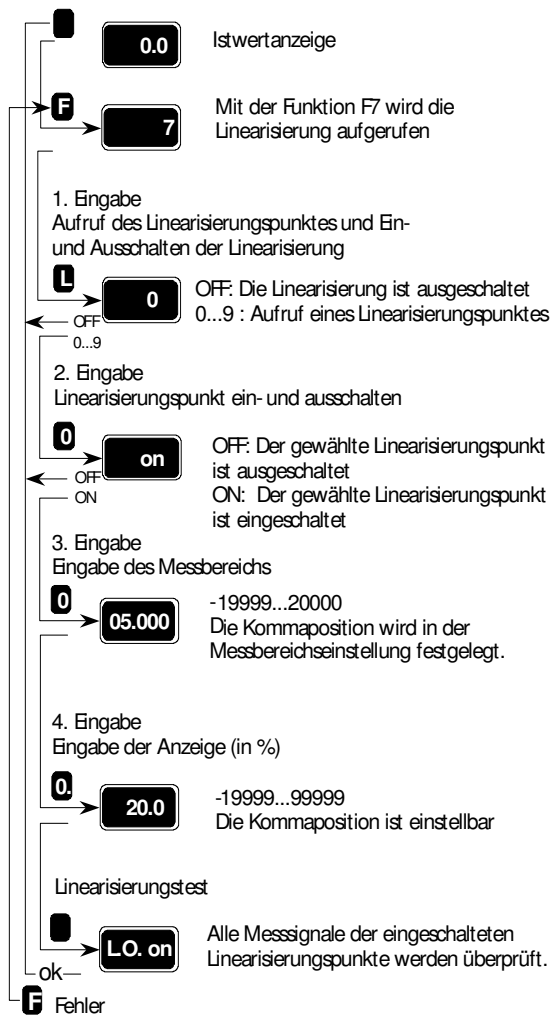 0.0
Istwertanzeige
F
7
Mit der Funktion F7 wird die
Linearisierung aufgerufen
1. Eingabe
Aufruf des Linearisierungspunktes und Ein-
und Ausschalten der Linearisierung
L
0
OFF: Die Linearisierung ist ausgeschaltet
0...9 : Aufruf eines Linearisierungspunktes
OFF
0...9
2. Eingabe
Linearisierungspunkt ein- und ausschalten
0
on
OFF: Der gewählte Linearisierungspunkt
ist ausgeschaltet
ON: Der gewählte Linearisierungspunkt
ist eingeschaltet
OFF
ON
3. Eingabe
Eingabe des Messbereichs
0
05.000
-19999...20000
Die Kommaposition wird in der
Messbereichseinstellung festgelegt.
4. Eingabe
Eingabe der Anzeige (in %)
0.
20.0
-19999...99999
Die Kommaposition ist einstellbar
Linearisierungstest
L.O. on
Alle Messsignale der eingeschalteten
Linearisierungspunkte werden überprüft.
ok
F Fehler